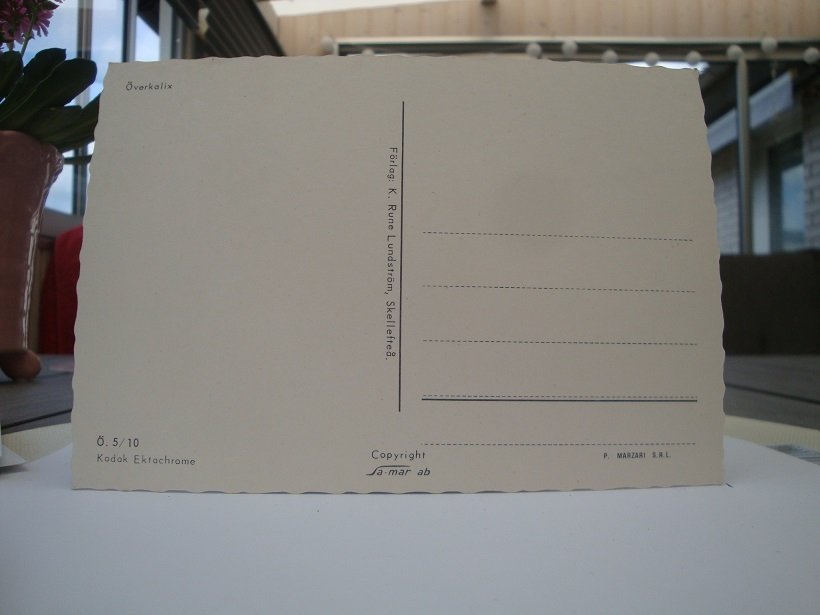 Överkalix
Förlag: K. Rune Lundström, Skellefteå.
Ö. 5/10
Kodak Ektachrome
Copyright
Sa-mar ab
P. MARZARI S.R.L.